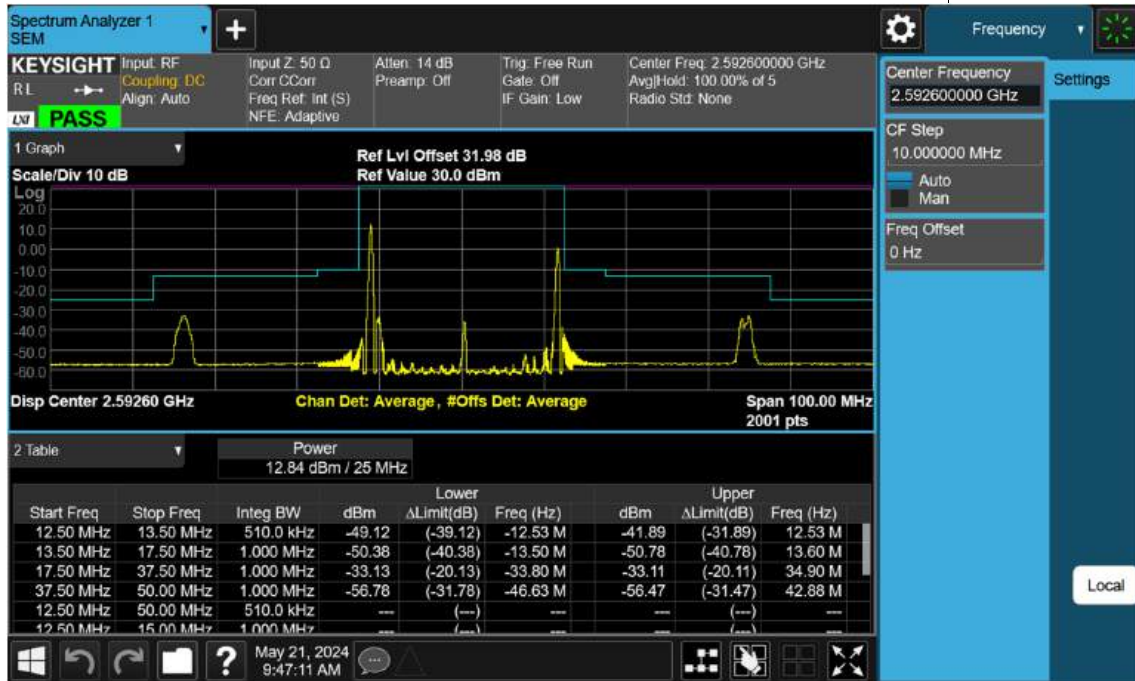 Spectrum Analyzer 1
SEM
Frequency
KEYSIGHT
R L
LXI
PASS
Input: RF
Coupling: DC
Align: Auto
Input Z: 50 Ω
Corr CCorr
Freq Ref: Int (S)
NFE: Adaptive
Atten: 14 dB
Preamp: Off
Trig: Free Run
Gate: Off
IF Gain: Low
Center Freq: 2.592600000 GHz
Avg|Hold: 100.00% of 5
Radio Std: None
Center Frequency
2.592600000 GHz
Settings
CF Step
10.000000 MHz
Auto
Man
Freq Offset
0 Hz
1 Graph
Ref Lvl Offset 31.98 dB
Scale/Div 10 dB
Ref Value 30.0 dBm
Log
20.0
10.0
0.00
-10.0
-20.0
-30.0
-40.0
-50.0
-60.0
Disp Center 2.59260 GHz
Chan Det: Average, #Offs Det: Average
Span 100.00 MHz
2001 pts
2 Table
Power
12.84 dBm / 25 MHz
Lower Upper
Start Freq Stop Freq Integ BW dBm ΔLimit(dB) Freq (Hz) dBm ΔLimit(dB) Freq (Hz)
12.50 MHz 13.50 MHz 510.0 kHz -49.12 (-39.12) -12.53 M -41.89 (-31.89) 12.53 M
13.50 MHz 17.50 MHz 1.000 MHz -50.38 (-40.38) -13.50 M -50.78 (-40.78) 13.60 M
17.50 MHz 37.50 MHz 1.000 MHz -33.13 (-20.13) -33.80 M -33.11 (-20.11) 34.90 M
37.50 MHz 50.00 MHz 1.000 MHz -56.78 (-31.78) -46.63 M -56.47 (-31.47) 42.88 M
12.50 MHz 50.00 MHz 510.0 kHz --- (---) --- --- (---) ---
12.50 MHz 15.00 MHz 1.000 MHz --- (---) --- --- (---) ---
Local
?
May 21, 2024
9:47:11 AM